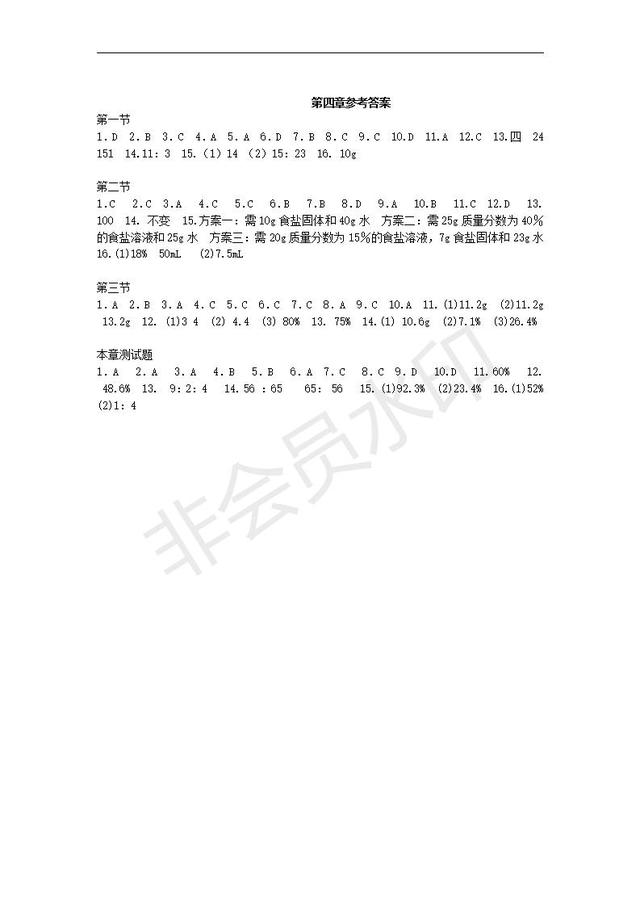 第四章参考答案
第一节
1.D 2.B 3.C 4.A 5.A 6.D 7.B 8.C 9.C 10.D 11.A 12.C 13.四 24
151 14.11：3 15.（1）14 （2）15：23 16. 10g
第二节
1.C 2.C 3.A 4.C 5.C 6.B 7.B 8.D 9.A 10.B 11.C 12.D 13.
100 14. 不变 15.方案一：需10g食盐固体和40g水 方案二：需25g质量分数为40%
的食盐溶液和25g水 方案三：需20g质量分数为15%的食盐溶液，7g食盐固体和23g水
16.(1)18% 50mL (2)7.5mL
第三节
1.A 2.B 3.A 4.C 5.C 6.C 7.C 8.A 9.C 10.A 11.(1)11.2g (2)11.2g
13.2g 12. (1)3 4 (2) 4.4 (3) 80% 13. 75% 14.(1) 10.6g (2)7.1% (3)26.4%
本章测试题
1.A 2.A 3.A 4.B 5.B 6.A 7.C 8.C 9.D 10.D 11.60% 12.
48.6% 13. 9：2：4 14.56 ：65 65：56 15. (1)92.3% (2)23.4% 16.(1)52%
(2)1：4
非会员水印